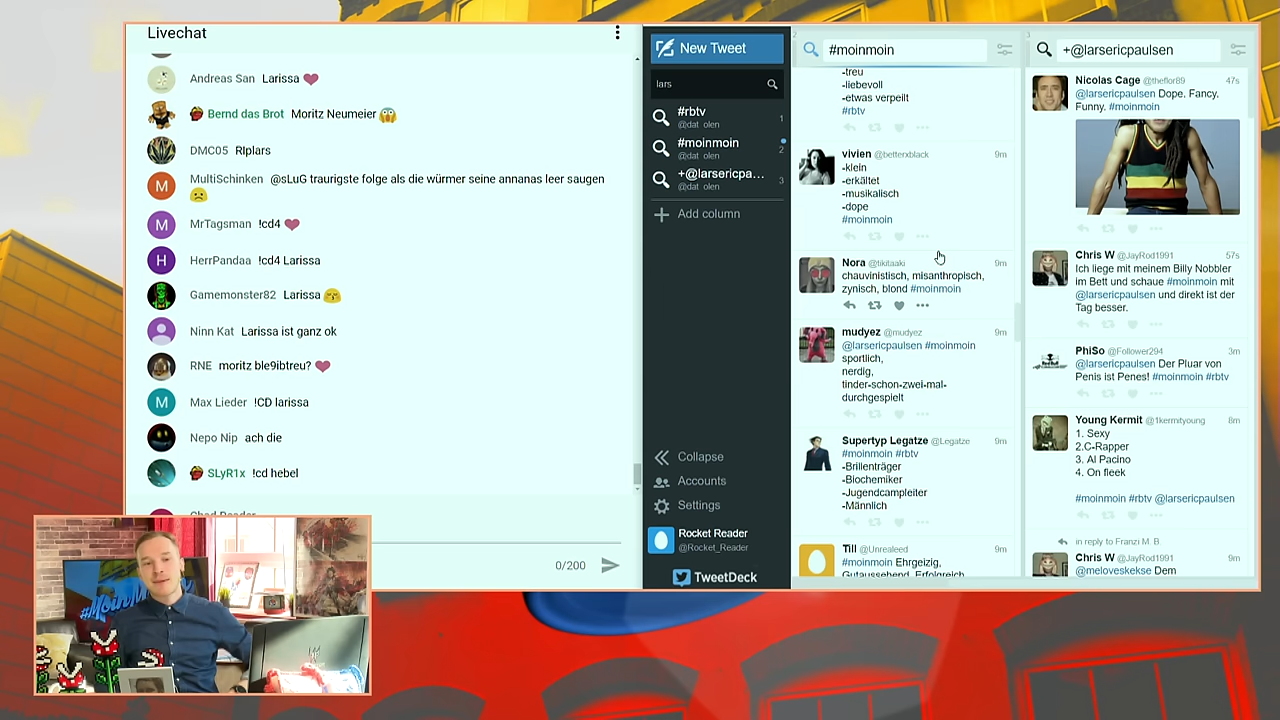 Livechat
Andreas San Larissa ❤
Bernd das Brot Moritz Neumeier 😱
DMC05 RIplars
MultiSchinken @sLuG traurigste folge als die würmer seine annanas leer saugen
☹
MrTagsman !cd4 ❤
HerrPandaa !cd4 Larissa
Gamemonster82 Larissa
Ninn Kat Larissa ist ganz ok
RNE moritz ble9ibtreu? ❤
Max Lieder !CD larissa
Nepo Nip ach die
SLyR1x !cd hebel
0/200
New Tweet
lars
#rbtv
@dat olen
1
#moinmoin
@dat olen
2
+@larsericpa...
@dat olen
3
Add column
Collapse
Accounts
Settings
Rocket Reader
@Rocket_Reader
TweetDeck
2
#moinmoin
-treu
-liebevoll
-etwas verpeilt
#rbtv
vivien @betterxblack 9m
-klein
-erkältet
-musikalisch
-dope
#moinmoin
Nora @tikitaaki 9m
chauvinistisch, misanthropisch,
zynisch, blond #moinmoin
mudyez @mudyez 9m
@larsericpaulsen #moinmoin
sportlich,
nerdig,
tinder-schon-zwei-mal-
durchgespielt
Supertyp Legatze @Legatze 9m
#moinmoin #rbtv
-Brillenträger
-Biochemiker
-Jugendcampleiter
-Männlich
Till @Unrealeed 9m
#moinmoin Ehrgeizig,
Gutaussehend, Erfolgreich
3
+@larsericpaulsen
Nicolas Cage @theflor89 47s
@larsericpaulsen Dope. Fancy.
Funny. #moinmoin
Chris W @JayRod1991 57s
Ich liege mit meinem Billy Nobbler
im Bett und schaue #moinmoin mit
@larsericpaulsen und direkt ist der
Tag besser.
PhiSo @Follower294 3m
@larsericpaulsen Der Pluar von
Penis ist Penes! #moinmoin #rbtv
Young Kermit @1kermityoung 8m
1. Sexy
2.C-Rapper
3. Al Pacino
4. On fleek
#moinmoin #rbtv @larsericpaulsen
in reply to Franzi M. B.
Chris W @JayRod1991 9m
@meloveskekse Dem